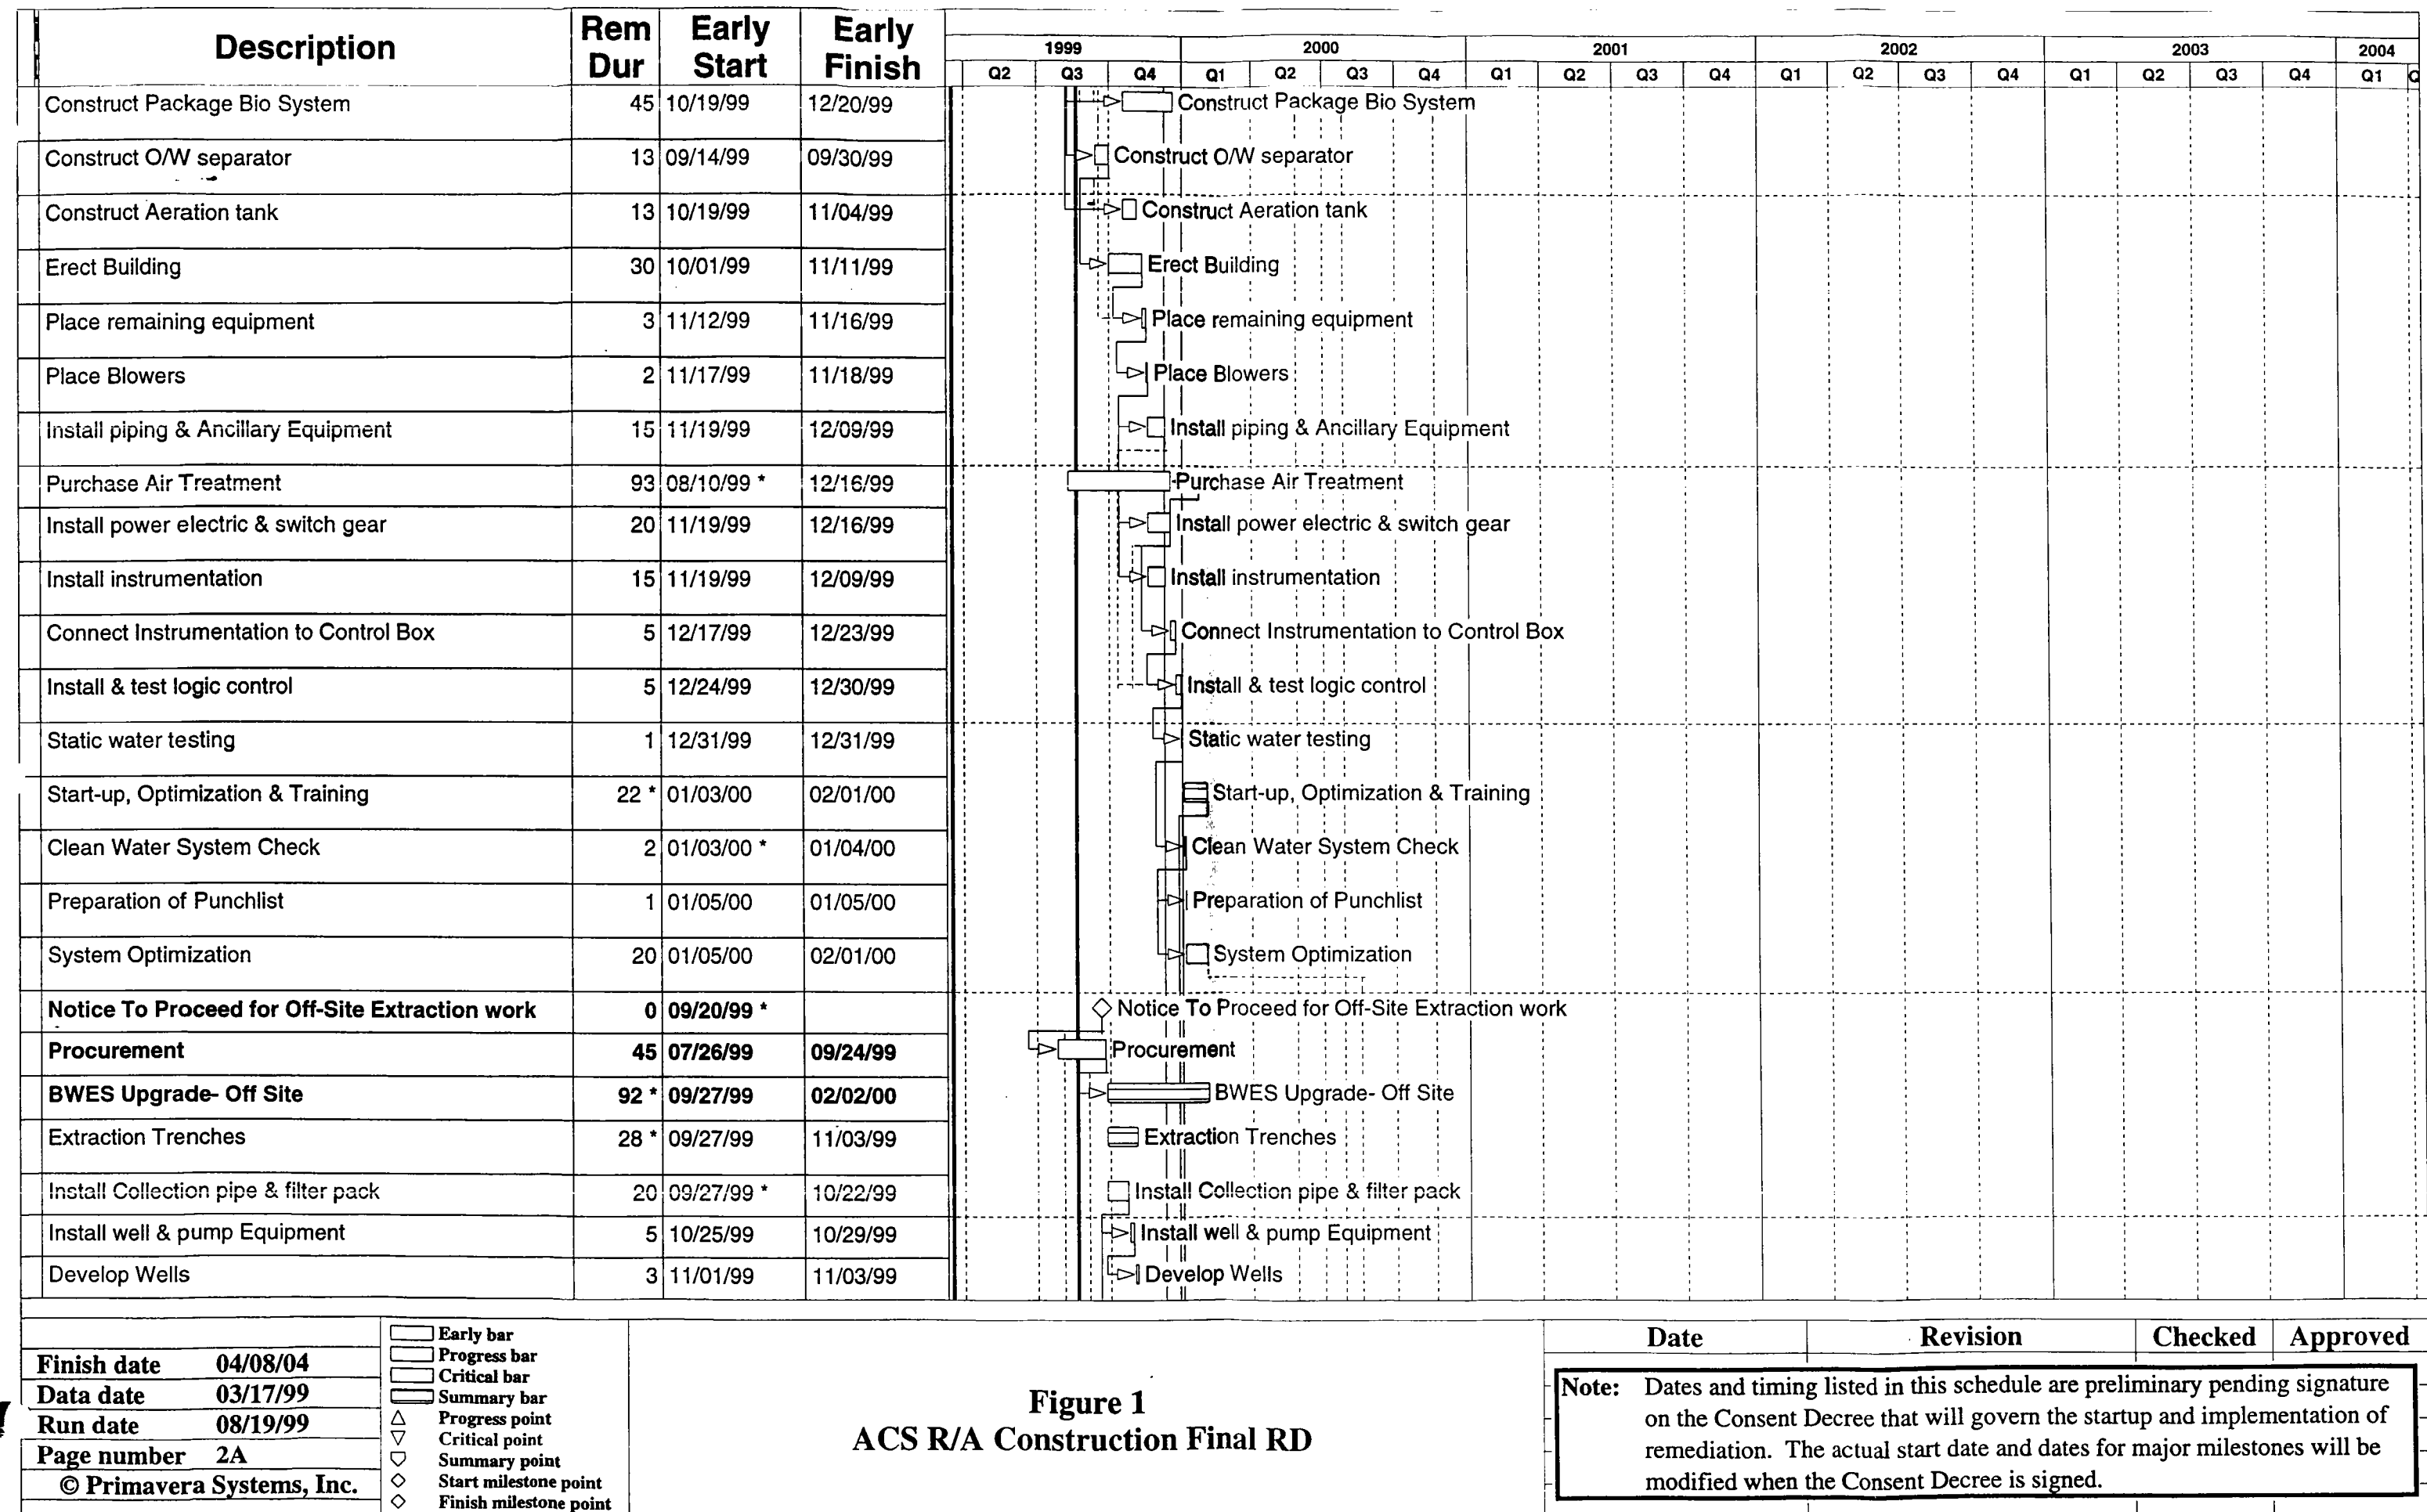 Description Rem Dur Early Start Early Finish
1999 2000 2001 2002 2003 2004
Q2 Q3 Q4 Q1 Q2 Q3 Q4 Q1 Q2 Q3 Q4 Q1 Q2 Q3 Q4 Q1 Q2 Q3 Q4 Q1 Q
Construct Package Bio System 45 10/19/99 12/20/99 Construct Package Bio System
Construct O/W separator 13 09/14/99 09/30/99 Construct O/W separator
Construct Aeration tank 13 10/19/99 11/04/99 Construct Aeration tank
Erect Building 30 10/01/99 11/11/99 Erect Building
Place remaining equipment 3 11/12/99 11/16/99 Place remaining equipment
Place Blowers 2 11/17/99 11/18/99 Place Blowers
Install piping & Ancillary Equipment 15 11/19/99 12/09/99 Install piping & Ancillary Equipment
Purchase Air Treatment 93 08/10/99 * 12/16/99 Purchase Air Treatment
Install power electric & switch gear 20 11/19/99 12/16/99 Install power electric & switch gear
Install instrumentation 15 11/19/99 12/09/99 Install instrumentation
Connect Instrumentation to Control Box 5 12/17/99 12/23/99 Connect Instrumentation to Control Box
Install & test logic control 5 12/24/99 12/30/99 Install & test logic control
Static water testing 1 12/31/99 12/31/99 Static water testing
Start-up, Optimization & Training 22 * 01/03/00 02/01/00 Start-up, Optimization & Training
Clean Water System Check 2 01/03/00 * 01/04/00 Clean Water System Check
Preparation of Punchlist 1 01/05/00 01/05/00 Preparation of Punchlist
System Optimization 20 01/05/00 02/01/00 System Optimization
Notice To Proceed for Off-Site Extraction work 0 09/20/99 * Notice To Proceed for Off-Site Extraction work
Procurement 45 07/26/99 09/24/99 Procurement
BWES Upgrade- Off Site 92 * 09/27/99 02/02/00 BWES Upgrade- Off Site
Extraction Trenches 28 * 09/27/99 11/03/99 Extraction Trenches
Install Collection pipe & filter pack 20 09/27/99 * 10/22/99 Install Collection pipe & filter pack
Install well & pump Equipment 5 10/25/99 10/29/99 Install well & pump Equipment
Develop Wells 3 11/01/99 11/03/99 Develop Wells
Finish date 04/08/04
Data date 03/17/99
Run date 08/19/99
Page number 2A
© Primavera Systems, Inc.
Early bar
Progress bar
Critical bar
Summary bar
Progress point
Critical point
Summary point
Start milestone point
Finish milestone point
Figure 1
ACS R/A Construction Final RD
Date Revision Checked Approved
Note: Dates and timing listed in this schedule are preliminary pending signature
on the Consent Decree that will govern the startup and implementation of
remediation. The actual start date and dates for major milestones will be
modified when the Consent Decree is signed.